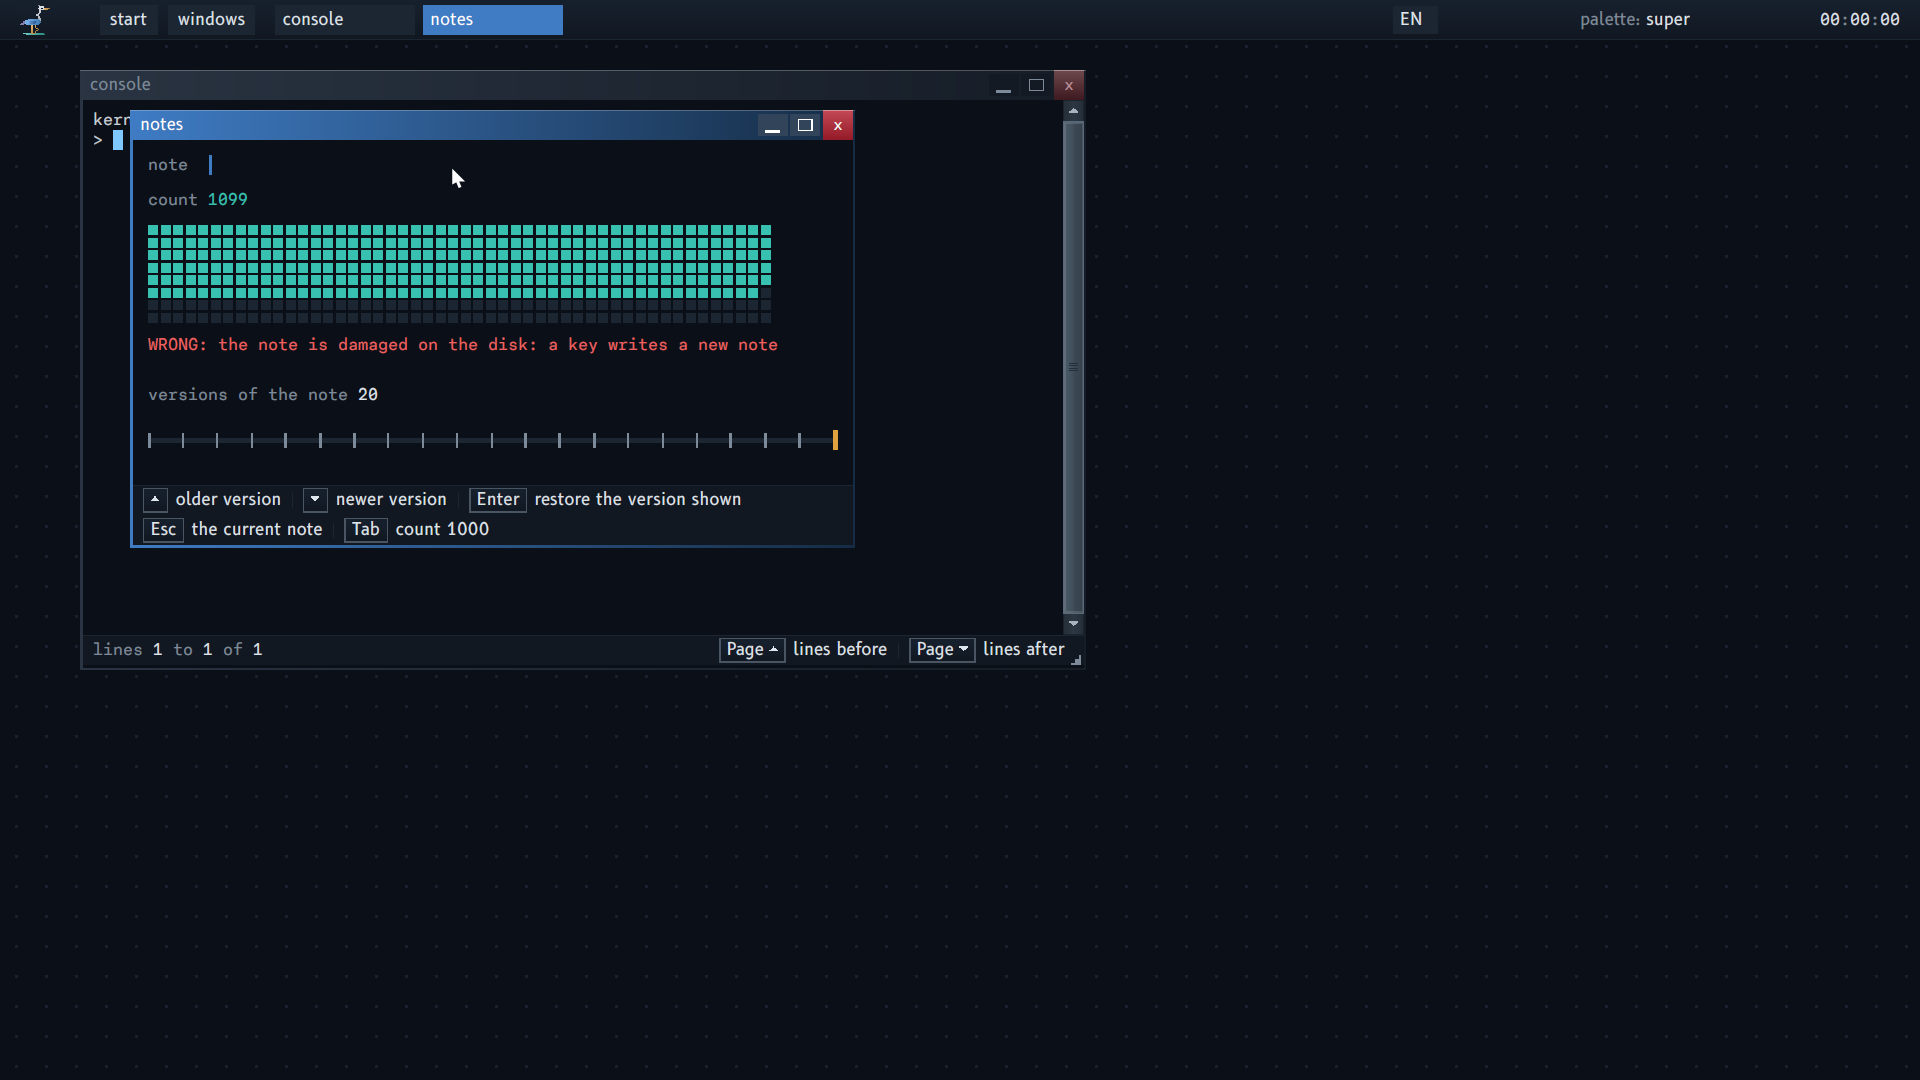 start windows console notes EN palette: super 00:00:00
console x
kern
>
notes x
note
count 1099
WRONG: the note is damaged on the disk: a key writes a new note
versions of the note 20
older version newer version Enter restore the version shown
Esc the current note Tab count 1000
lines 1 to 1 of 1 Page lines before Page lines after